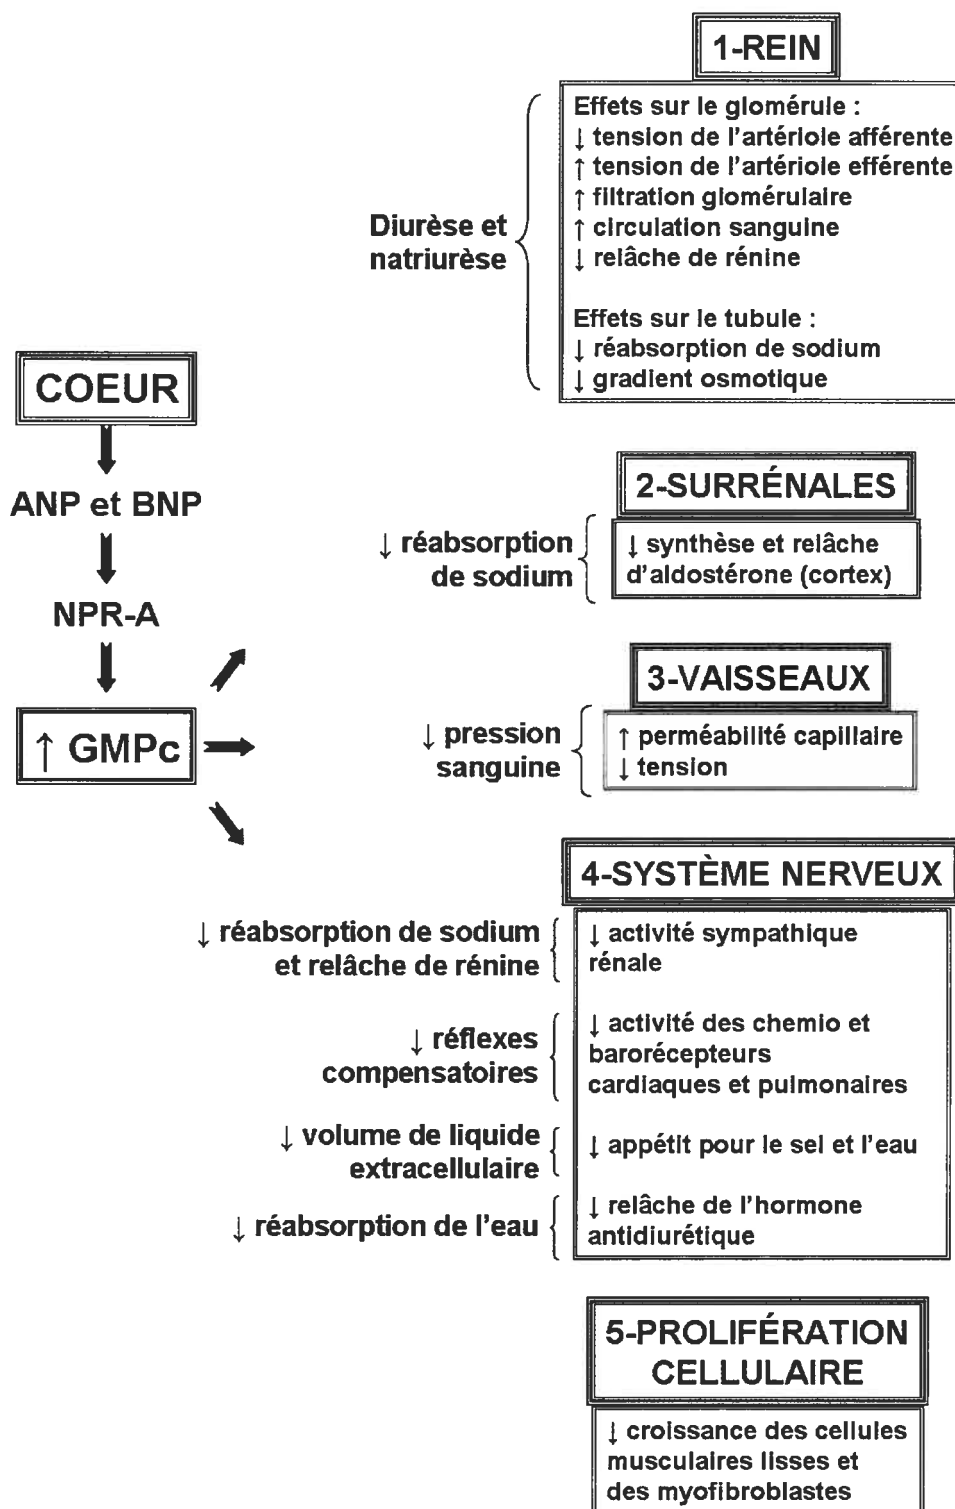 1-REIN
Effets sur le glomérule :
↓ tension de l'artériole afférente
↑ tension de l'artériole efférente
↑ filtration glomérulaire
↑ circulation sanguine
↓ relâche de rénine
Effets sur le tubule :
↓ réabsorption de sodium
↓ gradient osmotique
Diurèse et
natriurèse
COEUR
ANP et BNP
NPR-A
↑ GMPc
2-SURRÉNALES
↓ synthèse et relâche
d'aldostérone (cortex)
↓ réabsorption
de sodium
3-VAISSEAUX
↑ perméabilité capillaire
↓ tension
↓ pression
sanguine
4-SYSTÈME NERVEUX
↓ activité sympathique
rénale
↓ réabsorption de sodium
et relâche de rénine
↓ activité des chemio et
barorécepteurs
cardiaques et pulmonaires
↓ réflexes
compensatoires
↓ appétit pour le sel et l'eau
↓ volume de liquide
extracellulaire
↓ relâche de l'hormone
antidiurétique
↓ réabsorption de l'eau
5-PROLIFÉRATION
CELLULAIRE
↓ croissance des cellules
musculaires lisses et
des myofibroblastes